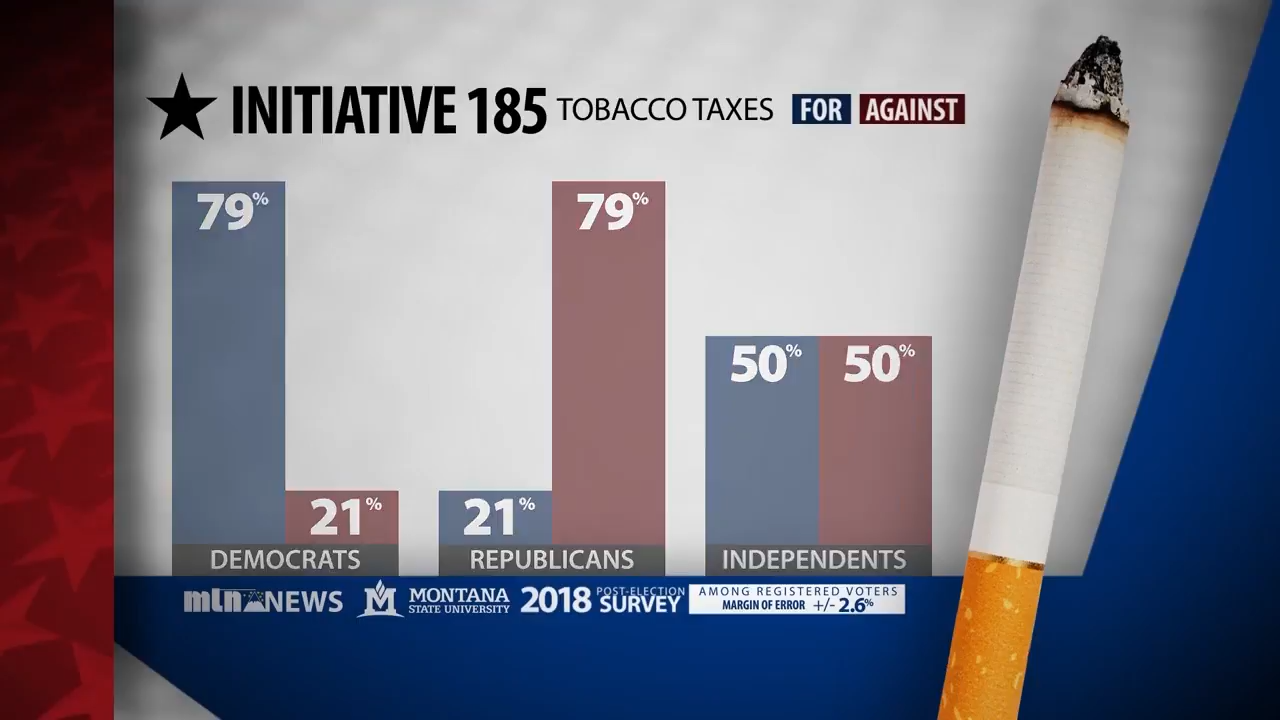 INITIATIVE 185 TOBACCO TAXES FOR AGAINST
79% 21% 21% 79% 50% 50%
DEMOCRATS REPUBLICANS INDEPENDENTS
mtn NEWS
M MONTANA
STATE UNIVERSITY
2018 POST-ELECTION
SURVEY
AMONG REGISTERED VOTERS
MARGIN OF ERROR +/- 2.6%